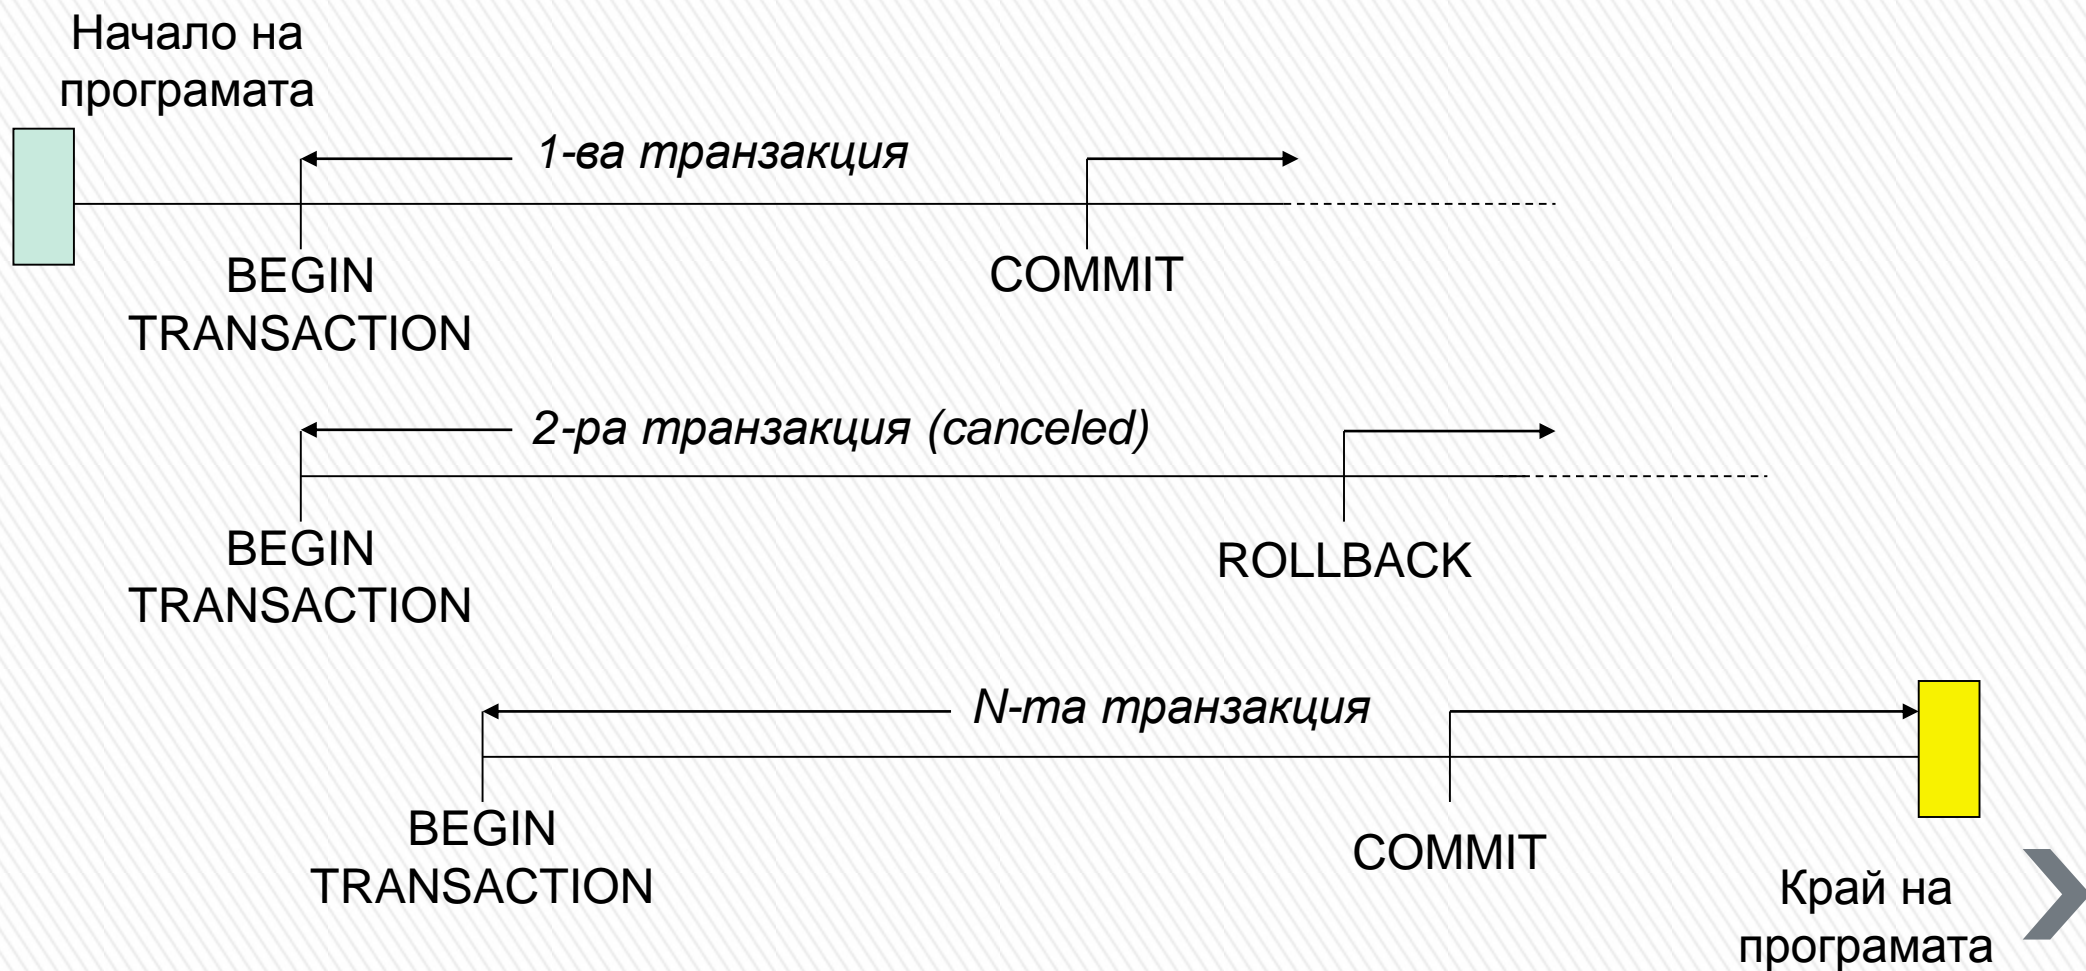 Начало на
програмата
1-ва транзакция
BEGIN
TRANSACTION
COMMIT
2-ра транзакция (canceled)
BEGIN
TRANSACTION
ROLLBACK
N-та транзакция
BEGIN
TRANSACTION
COMMIT
Край на
програмата